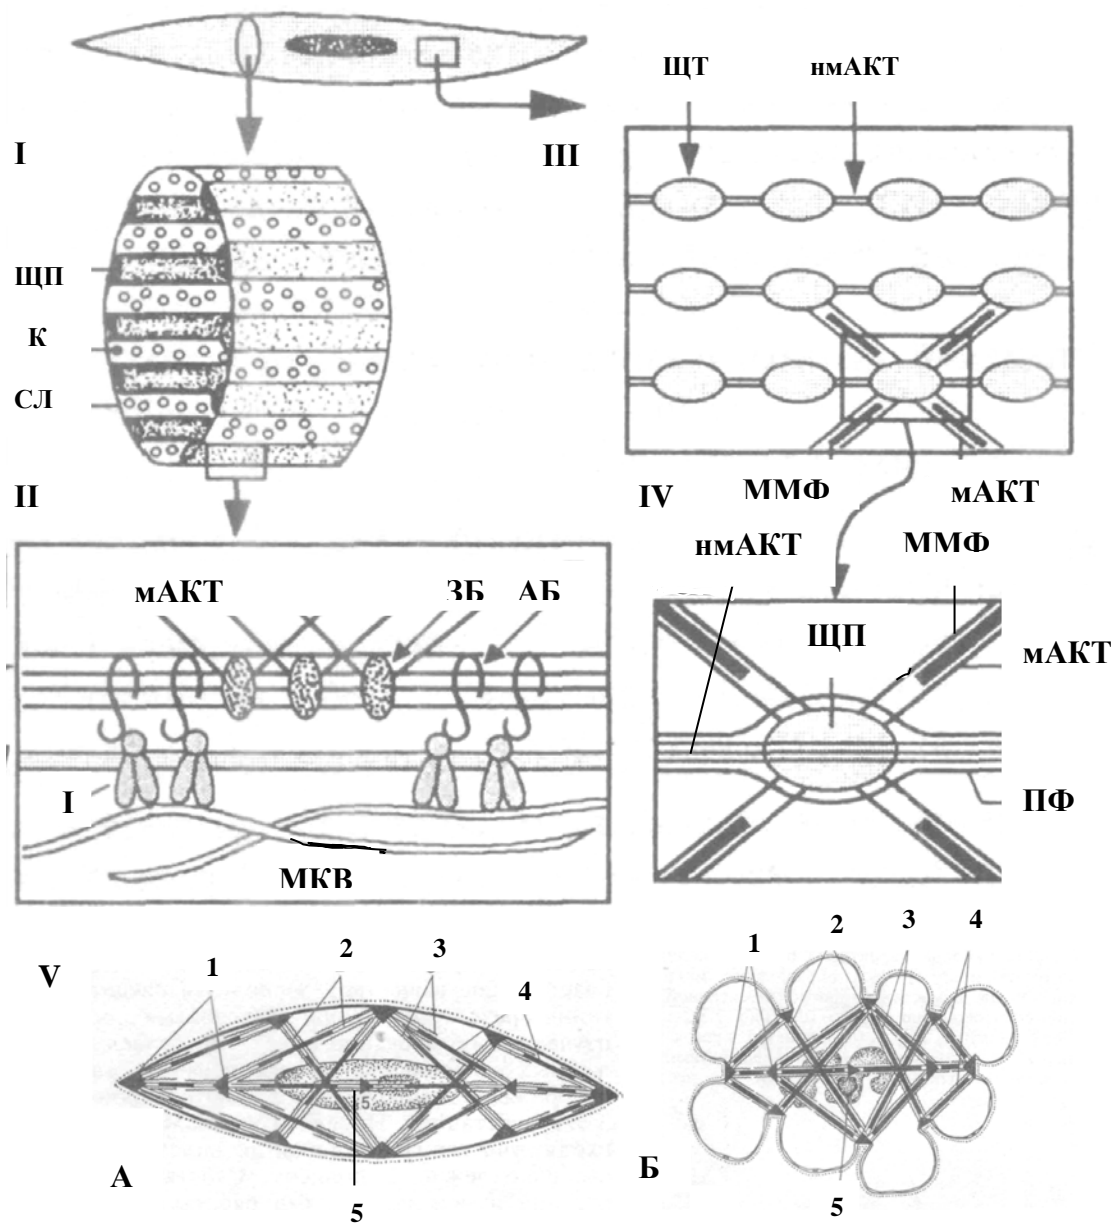 ЩТ нмАКТ
I III
ЩП
К
СЛ
II ММФ IV мАКТ
нмАКТ ММФ
мАКТ ЗБ АБ
ЩП
мАКТ
I
ПФ
МКВ
V 1 2 3 4
1 2 3 4
5
А Б
5 5